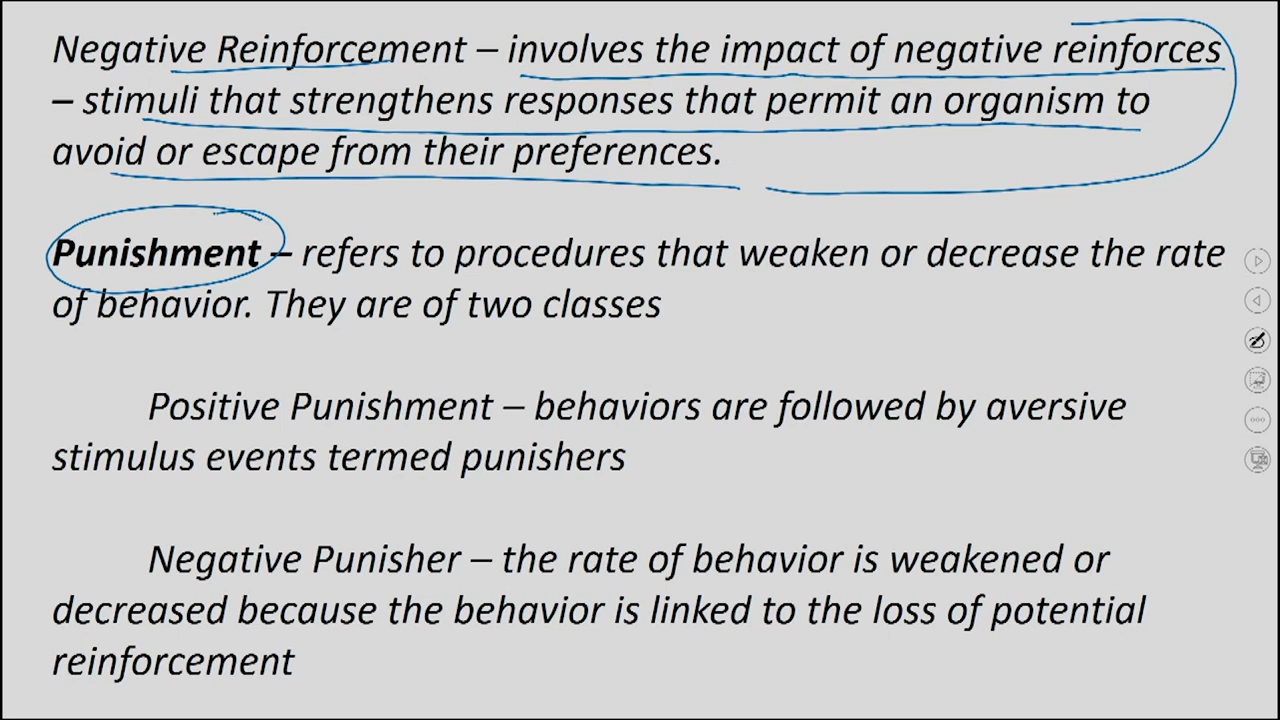 Negative Reinforcement – involves the impact of negative reinforces
– stimuli that strengthens responses that permit an organism to
avoid or escape from their preferences.
Punishment – refers to procedures that weaken or decrease the rate
of behavior. They are of two classes
Positive Punishment – behaviors are followed by aversive
stimulus events termed punishers
Negative Punisher – the rate of behavior is weakened or
decreased because the behavior is linked to the loss of potential
reinforcement